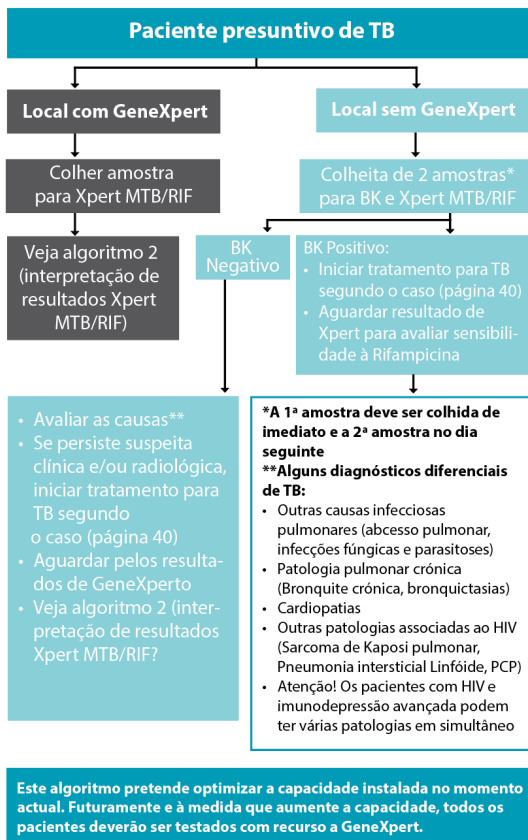 Paciente presuntivo de TB
Local com GeneXpert
Local sem GeneXpert
Colher amostra
para Xpert MTB/RIF
Colheita de 2 amostras*
para BK e Xpert MTB/RIF
Veja algoritmo 2
(interpretação de
resultados Xpert
MTB/RIF)
BK
Negativo
BK Positivo:
• Iniciar tratamento para TB
segundo o caso (página 40)
• Aguardar resultado de
Xpert para avaliar sensibili-
dade à Rifampicina
• Avaliar as causas**
• Se persiste suspeita
clínica e/ou radiológica,
iniciar tratamento para
TB segundo
o caso (página 40)
• Aguardar pelos resulta-
dos de GeneXperto
• Veja algoritmo 2 (inter-
pretação de resultados
Xpert MTB/RIF?
*A 1ª amostra deve ser colhida de
imediato e a 2ª amostra no dia
seguinte
**Alguns diagnósticos diferenciais
de TB:
• Outras causas infecciosas
pulmonares (abcesso pulmonar,
infecções fúngicas e parasitoses)
• Patologia pulmonar crónica
(Bronquite crónica, bronquictasias)
• Cardiopatias
• Outras patologias associadas ao HIV
(Sarcoma de Kaposi pulmonar,
Pneumonia intersticial Linfóide, PCP)
• Atenção! Os pacientes com HIV e
imunodepressão avançada podem
ter várias patologias em simultâneo
Este algoritmo pretende optimizar a capacidade instalada no momento
actual. Futuramente e à medida que aumente a capacidade, todos os
pacientes deverão ser testados com recurso a GeneXpert.